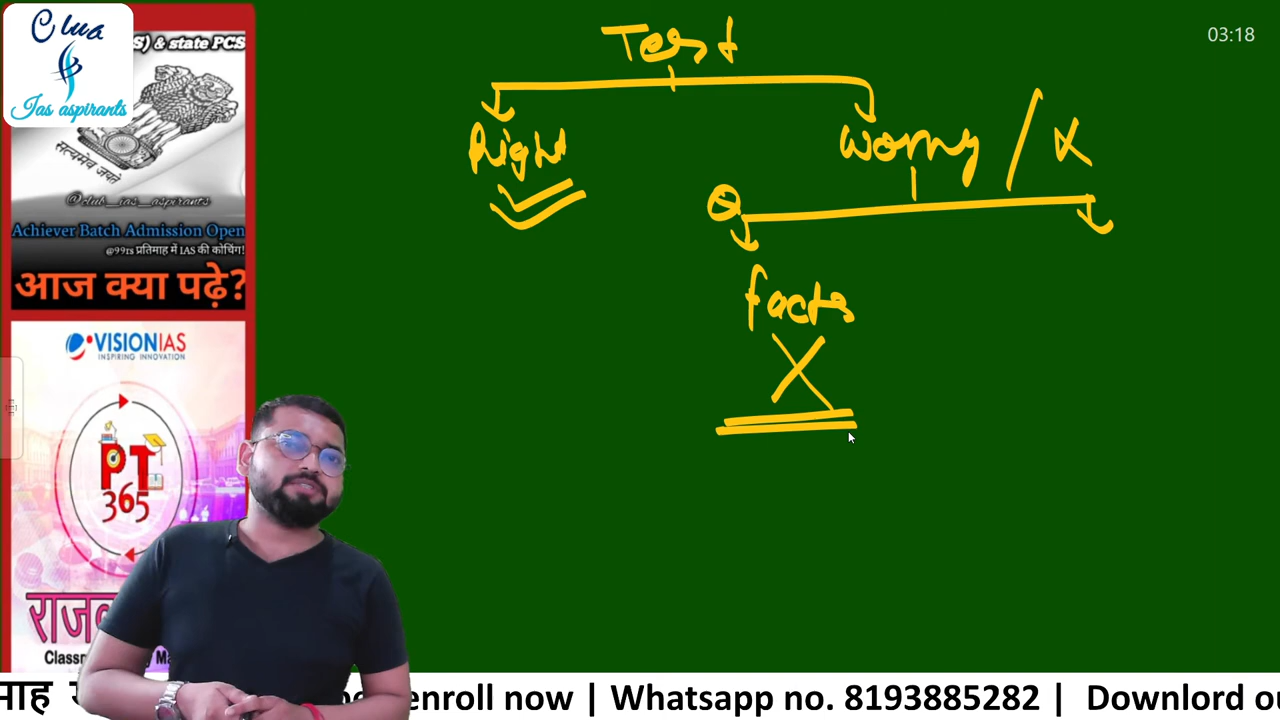 Club
Ias aspirants
S) & state PCS
सत्यमेव जयते
@club_ias_aspirants
Achiever Batch Admission Open
@99rs प्रतिमाह में IAS की कोचिंग!
आज क्या पढ़े?
VISIONIAS
INSPIRING INNOVATION
PT
365
Test
Right
Worng / X
facts
X
03:18
enroll now | Whatsapp no. 8193885282 | Downlord ou